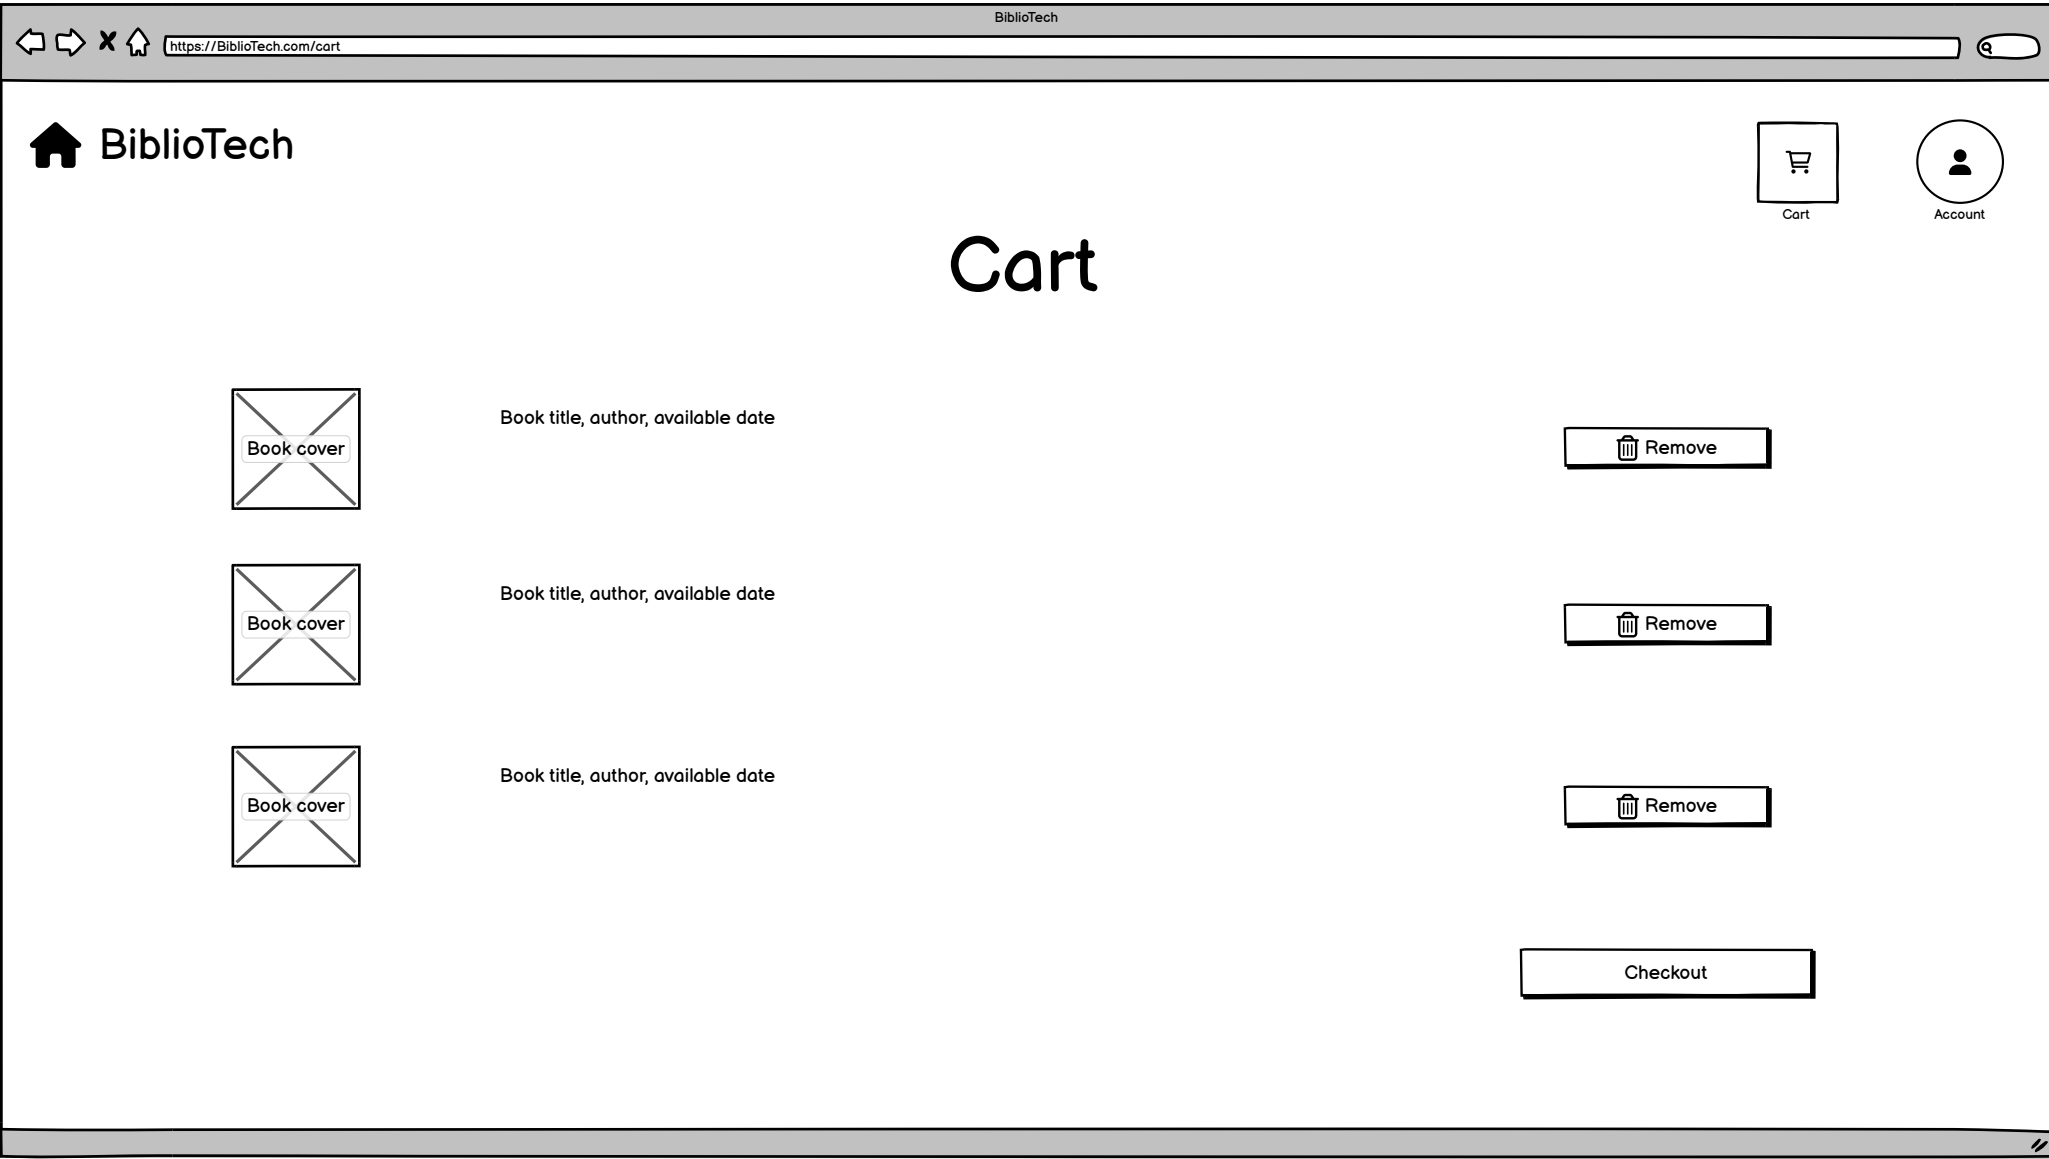 BiblioTech
https://BiblioTech.com/cart
BiblioTech
Cart
Account
Cart
Book cover
Book title, author, available date
Remove
Book cover
Book title, author, available date
Remove
Book cover
Book title, author, available date
Remove
Checkout